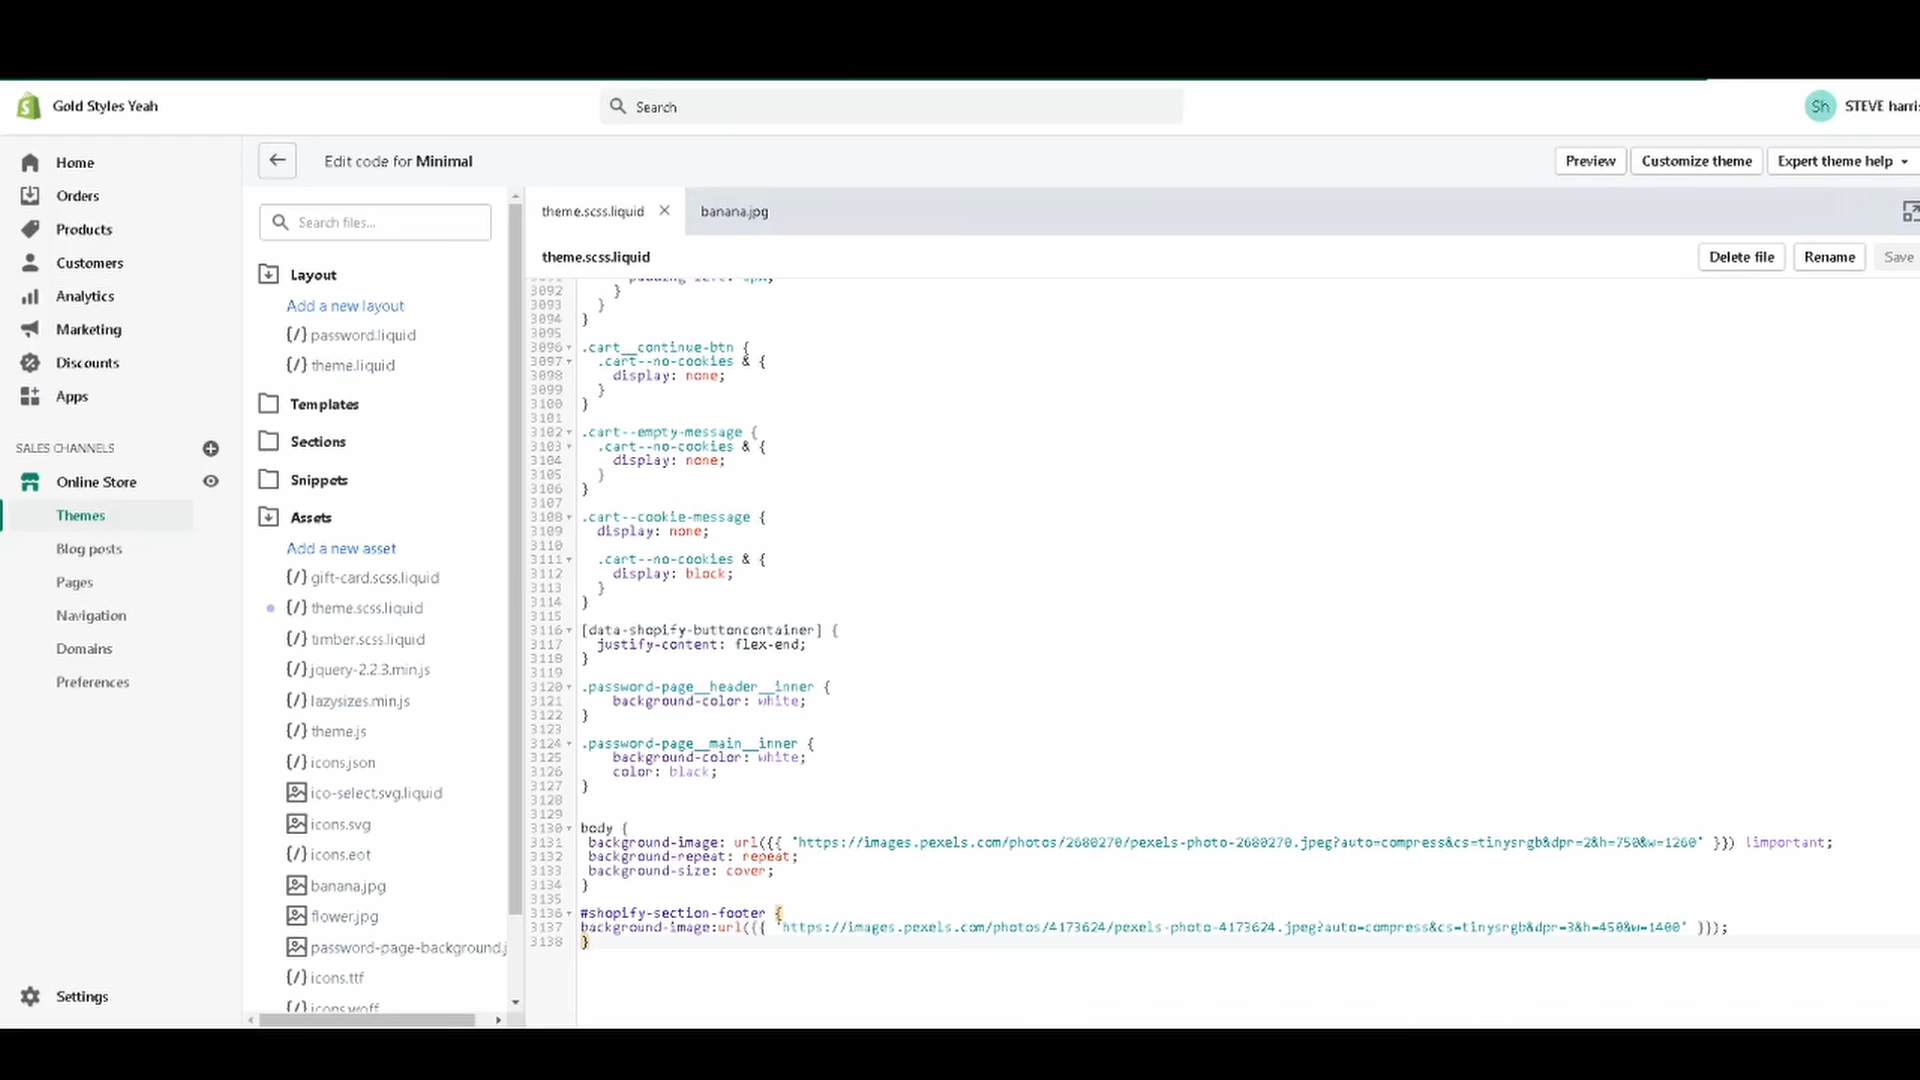 Gold Styles Yeah
Search
Sh
STEVE harris
Home
Orders
Products
Customers
Analytics
Marketing
Discounts
Apps
SALES CHANNELS
Online Store
Themes
Blog posts
Pages
Navigation
Domains
Preferences
Settings
Edit code for Minimal
Preview
Customize theme
Expert theme help
Search files...
Layout
Add a new layout
{/} password.liquid
{/} theme.liquid
Templates
Sections
Snippets
Assets
Add a new asset
{/} gift-card.scss.liquid
{/} theme.scss.liquid
{/} timber.scss.liquid
{/} jquery-2.2.3.min.js
{/} lazysizes.min.js
{/} theme.js
{/} icons.json
ico-select.svg.liquid
icons.svg
icons.eot
banana.jpg
flower.jpg
password-page-background.j
{/} icons.ttf
{/} icons.woff
theme.scss.liquid
banana.jpg
theme.scss.liquid
Delete file
Rename
Save
3092 }
3093 }
3094 }
3095
3096 .cart__continue-btn {
3097 .cart--no-cookies & {
3098 display: none;
3099 }
3100 }
3101
3102 .cart--empty-message {
3103 .cart--no-cookies & {
3104 display: none;
3105 }
3106 }
3107
3108 .cart--cookie-message {
3109 display: none;
3110
3111 .cart--no-cookies & {
3112 display: block;
3113 }
3114 }
3115
3116 [data-shopify-buttoncontainer] {
3117 justify-content: flex-end;
3118 }
3119
3120 .password-page__header__inner {
3121 background-color: white;
3122 }
3123
3124 .password-page__main__inner {
3125 background-color: white;
3126 color: black;
3127 }
3128
3129
3130 body {
3131 background-image: url({{ "https://images.pexels.com/photos/2680270/pexels-photo-2680270.jpeg?auto=compress&cs=tinysrgb&dpr=2&h=750&w=1260" }}) !important;
3132 background-repeat: repeat;
3133 background-size: cover;
3134 }
3135
3136 #shopify-section-footer {
3137 background-image:url({{ "https://images.pexels.com/photos/4173624/pexels-photo-4173624.jpeg?auto=compress&cs=tinysrgb&dpr=3&h=450&w=1400" }});
3138 }